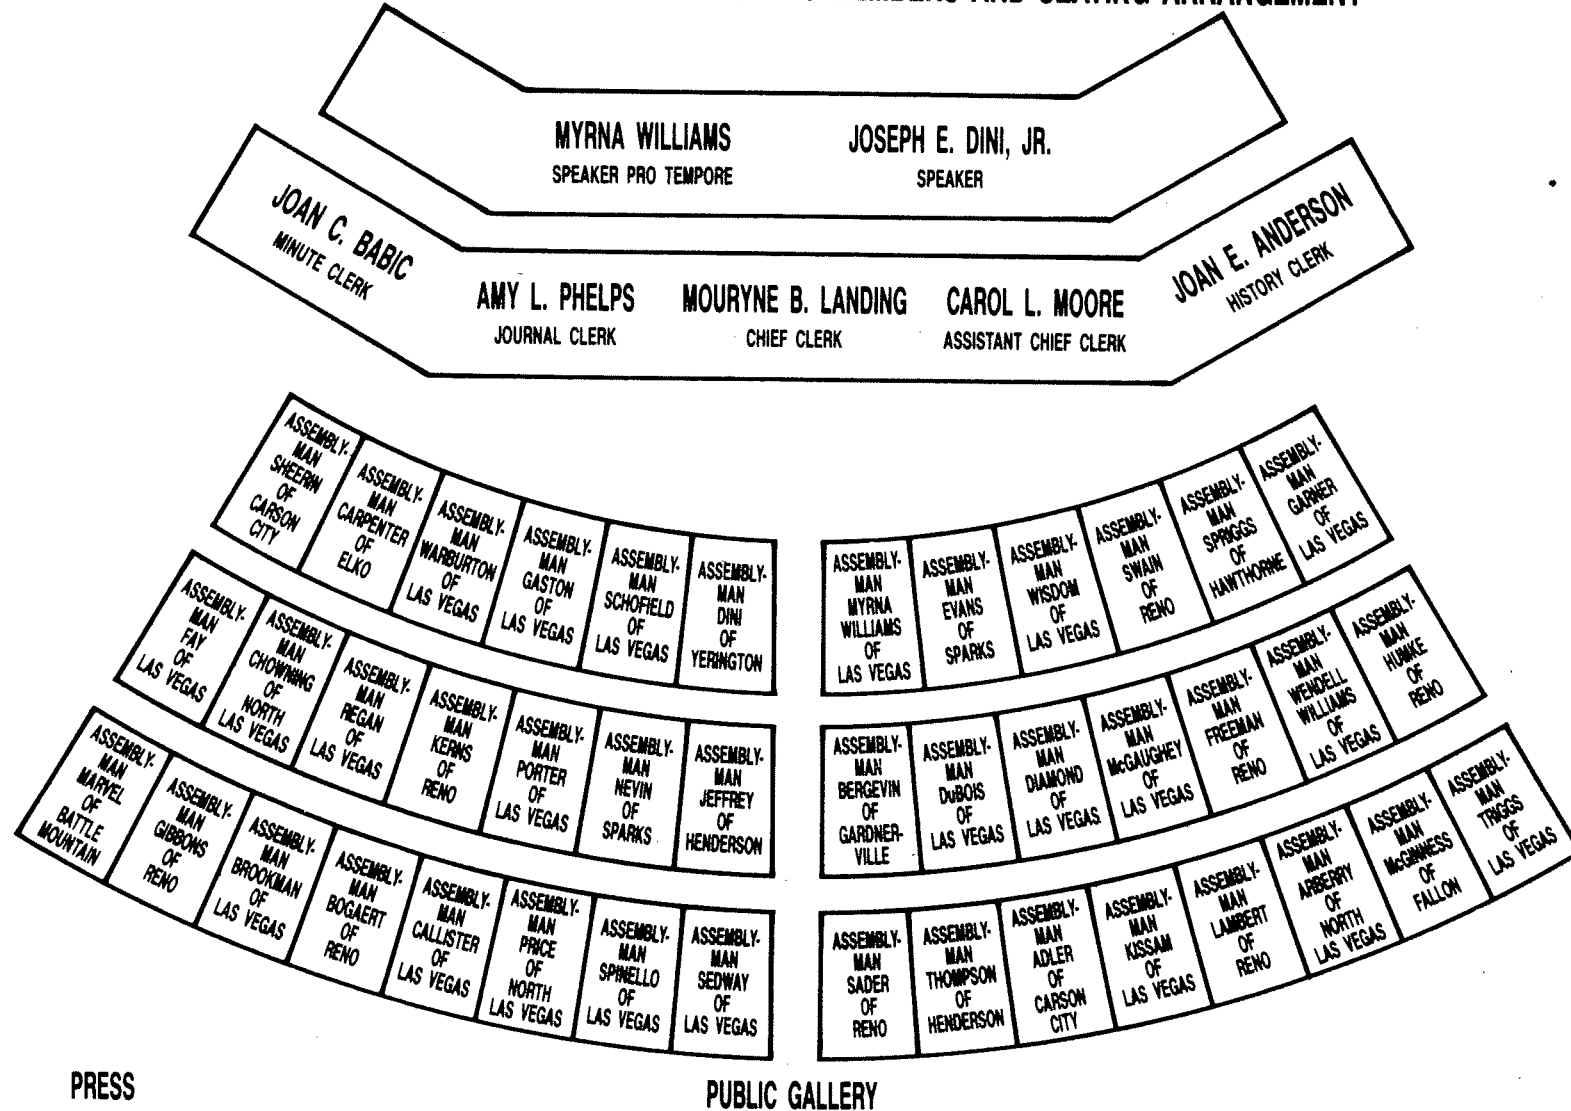 AND SEATING ARRANGEMENT
MYRNA WILLIAMS
SPEAKER PRO TEMPORE
JOSEPH E. DINI, JR.
SPEAKER
JOAN C. BABIC
MINUTE CLERK
AMY L. PHELPS
JOURNAL CLERK
MOURYNE B. LANDING
CHIEF CLERK
CAROL L. MOORE
ASSISTANT CHIEF CLERK
JOAN E. ANDERSON
HISTORY CLERK
ASSEMBLY-
MAN
SHEERIN
OF
CARSON
CITY
ASSEMBLY-
MAN
CARPENTER
OF
ELKO
ASSEMBLY-
MAN
WARBURTON
OF
LAS VEGAS
ASSEMBLY-
MAN
GASTON
OF
LAS VEGAS
ASSEMBLY-
MAN
SCHOFIELD
OF
LAS VEGAS
ASSEMBLY-
MAN
DINI
OF
YERINGTON
ASSEMBLY-
MAN
MYRNA
WILLIAMS
OF
LAS VEGAS
ASSEMBLY-
MAN
EVANS
OF
SPARKS
ASSEMBLY-
MAN
WISDOM
OF
LAS VEGAS
ASSEMBLY-
MAN
SWAIN
OF
RENO
ASSEMBLY-
MAN
SPRIGGS
OF
HAWTHORNE
ASSEMBLY-
MAN
GARNER
OF
LAS VEGAS
ASSEMBLY-
MAN
FAY
OF
LAS VEGAS
ASSEMBLY-
MAN
CHOWNING
OF
NORTH
LAS VEGAS
ASSEMBLY-
MAN
REGAN
OF
LAS VEGAS
ASSEMBLY-
MAN
KERNS
OF
RENO
ASSEMBLY-
MAN
PORTER
OF
LAS VEGAS
ASSEMBLY-
MAN
NEVIN
OF
SPARKS
ASSEMBLY-
MAN
JEFFREY
OF
HENDERSON
ASSEMBLY-
MAN
BERGEVIN
OF
GARDNER-
VILLE
ASSEMBLY-
MAN
DuBOIS
OF
LAS VEGAS
ASSEMBLY-
MAN
DIAMOND
OF
LAS VEGAS
ASSEMBLY-
MAN
McGAUGHEY
OF
LAS VEGAS
ASSEMBLY-
MAN
FREEMAN
OF
RENO
ASSEMBLY-
MAN
WENDELL
WILLIAMS
OF
LAS VEGAS
ASSEMBLY-
MAN
HUMKE
OF
RENO
ASSEMBLY-
MAN
MARVEL
OF
BATTLE
MOUNTAIN
ASSEMBLY-
MAN
GIBBONS
OF
RENO
ASSEMBLY-
MAN
BROOKMAN
OF
LAS VEGAS
ASSEMBLY-
MAN
BOGAERT
OF
RENO
ASSEMBLY-
MAN
CALLISTER
OF
LAS VEGAS
ASSEMBLY-
MAN
PRICE
OF
NORTH
LAS VEGAS
ASSEMBLY-
MAN
SPINELLO
OF
LAS VEGAS
ASSEMBLY-
MAN
SEDWAY
OF
LAS VEGAS
ASSEMBLY-
MAN
SADER
OF
RENO
ASSEMBLY-
MAN
THOMPSON
OF
HENDERSON
ASSEMBLY-
MAN
ADLER
OF
CARSON
CITY
ASSEMBLY-
MAN
KISSAM
OF
LAS VEGAS
ASSEMBLY-
MAN
LAMBERT
OF
RENO
ASSEMBLY-
MAN
ARBERRY
OF
NORTH
LAS VEGAS
ASSEMBLY-
MAN
McGINNESS
OF
FALLON
ASSEMBLY-
MAN
TRIGGS
OF
LAS VEGAS
PRESS
PUBLIC GALLERY